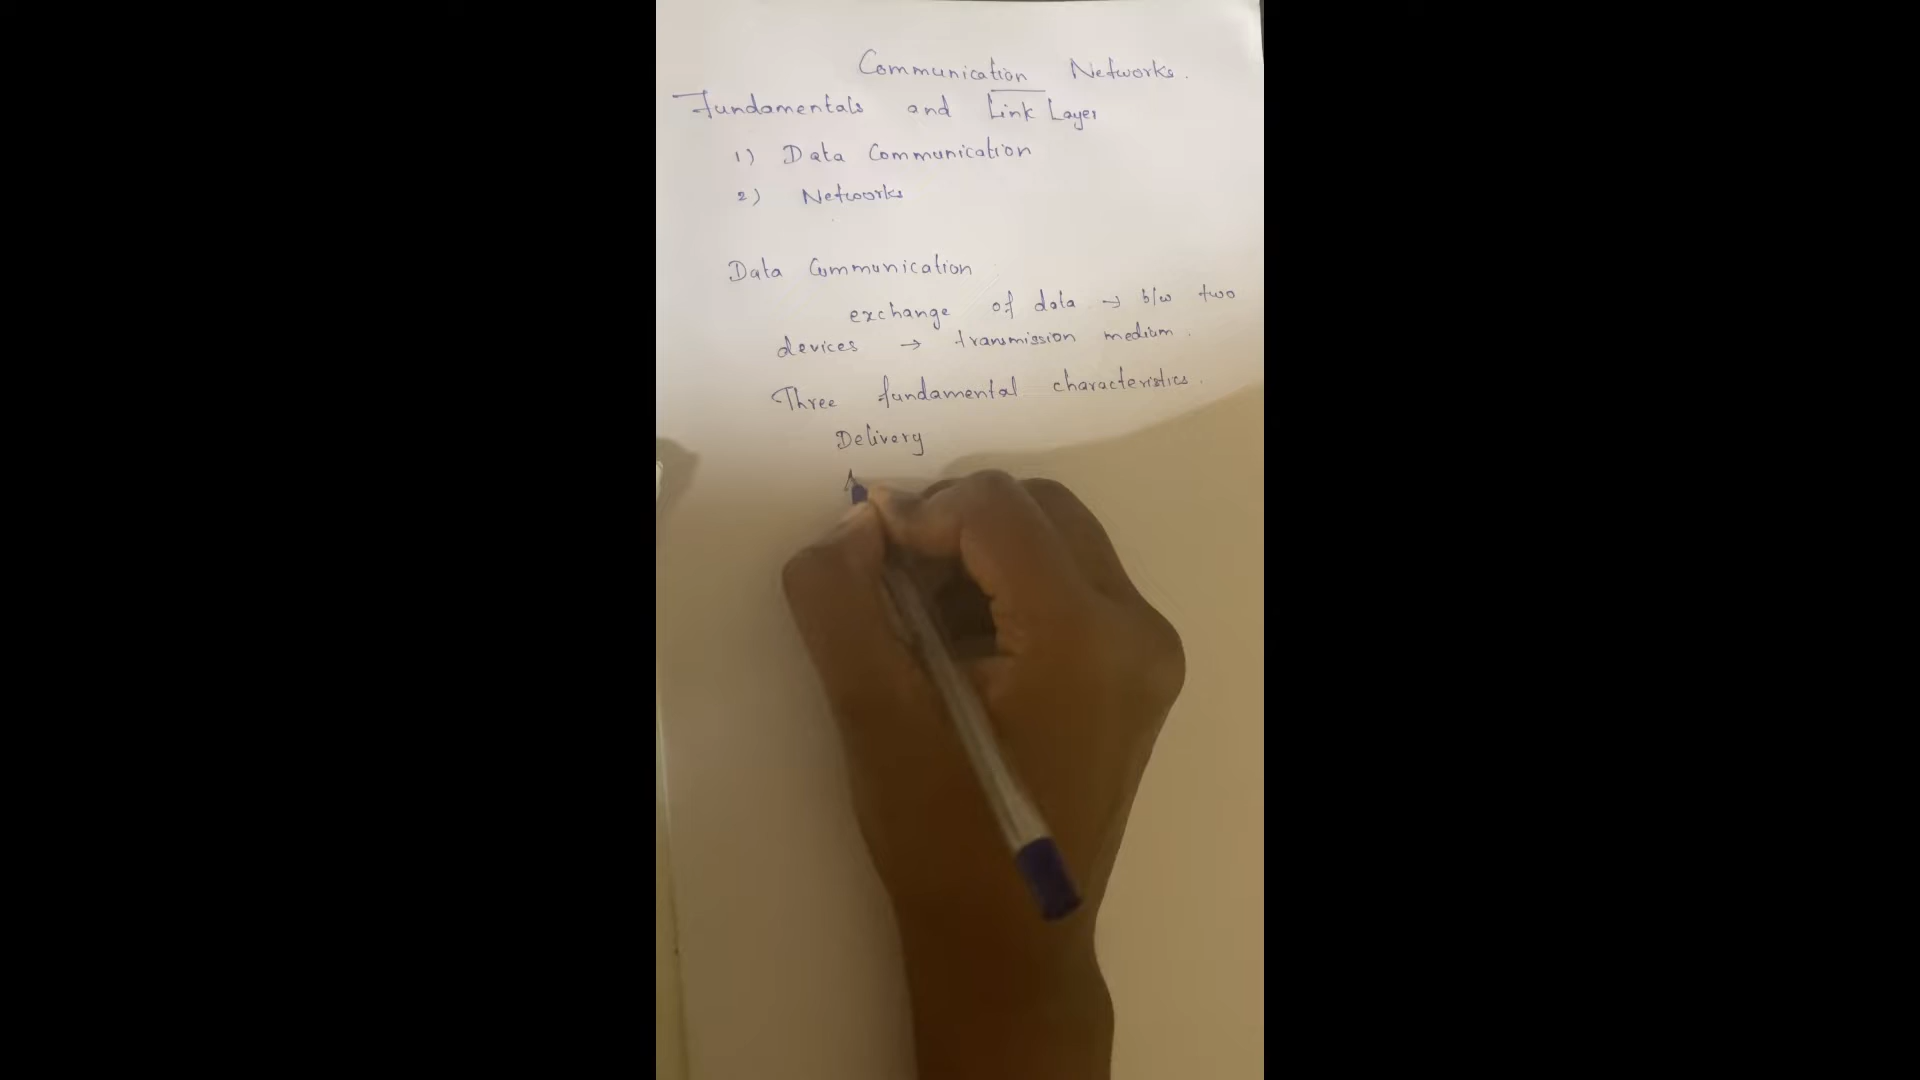 Communication Networks.
Fundamentals and Link Layer
1) Data Communication
2) Networks
Data Communication
exchange of data → b/w two
devices → transmission medium.
Three fundamental characteristics.
Delivery
A